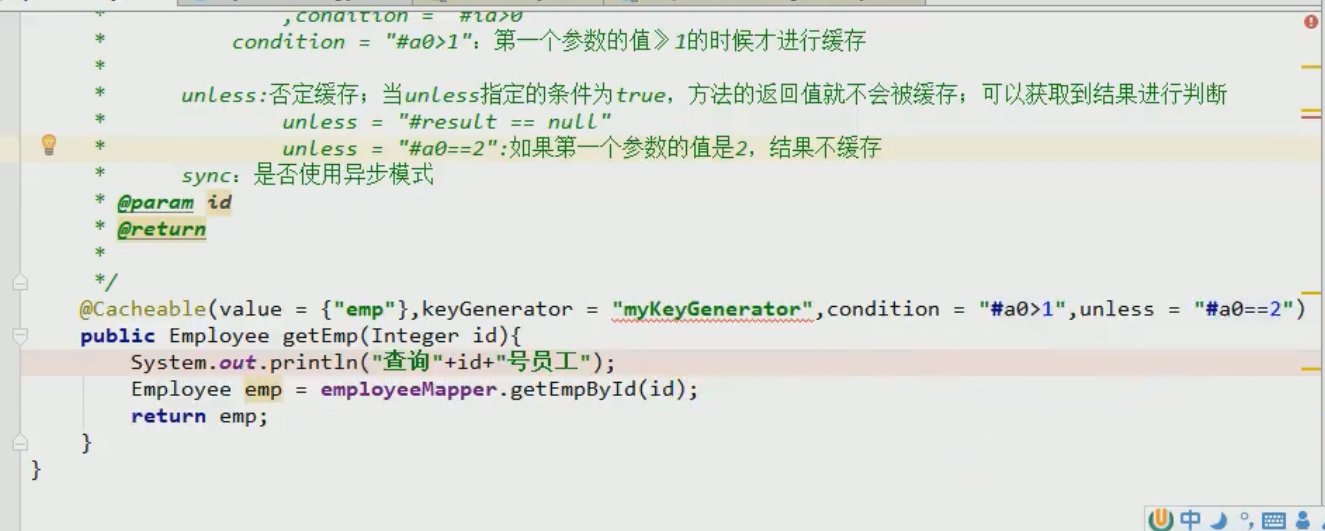 * ,condition = "#id>0"
* condition = "#a0>1": 第一个参数的值》1的时候才进行缓存
*
* unless:否定缓存；当unless指定的条件为true，方法的返回值就不会被缓存；可以获取到结果进行判断
* unless = "#result == null"
* unless = "#a0==2":如果第一个参数的值是2，结果不缓存
* sync：是否使用异步模式
* @param id
* @return
*
*/
@Cacheable(value = {"emp"},keyGenerator = "myKeyGenerator",condition = "#a0>1",unless = "#a0==2")
public Employee getEmp(Integer id){
System.out.println("查询"+id+"号员工");
Employee emp = employeeMapper.getEmpById(id);
return emp;
}
}
中